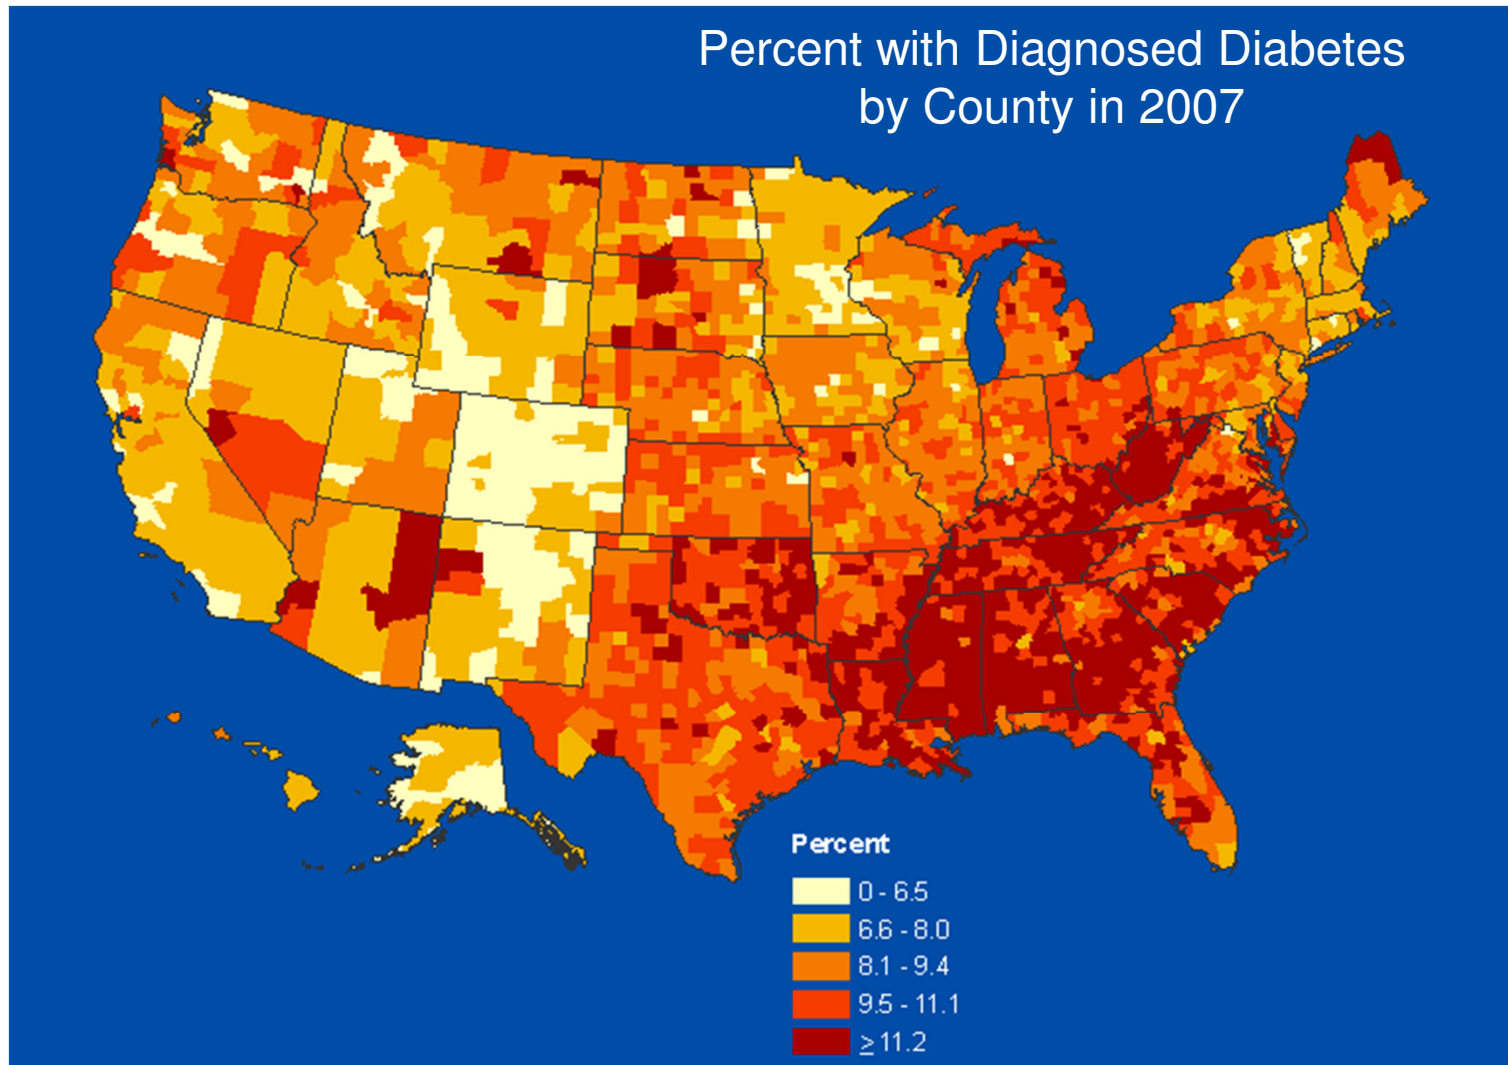 Percent with Diagnosed Diabetes
by County in 2007
Percent
0 - 6.5
6.6 - 8.0
8.1 - 9.4
9.5 - 11.1
≥ 11.2